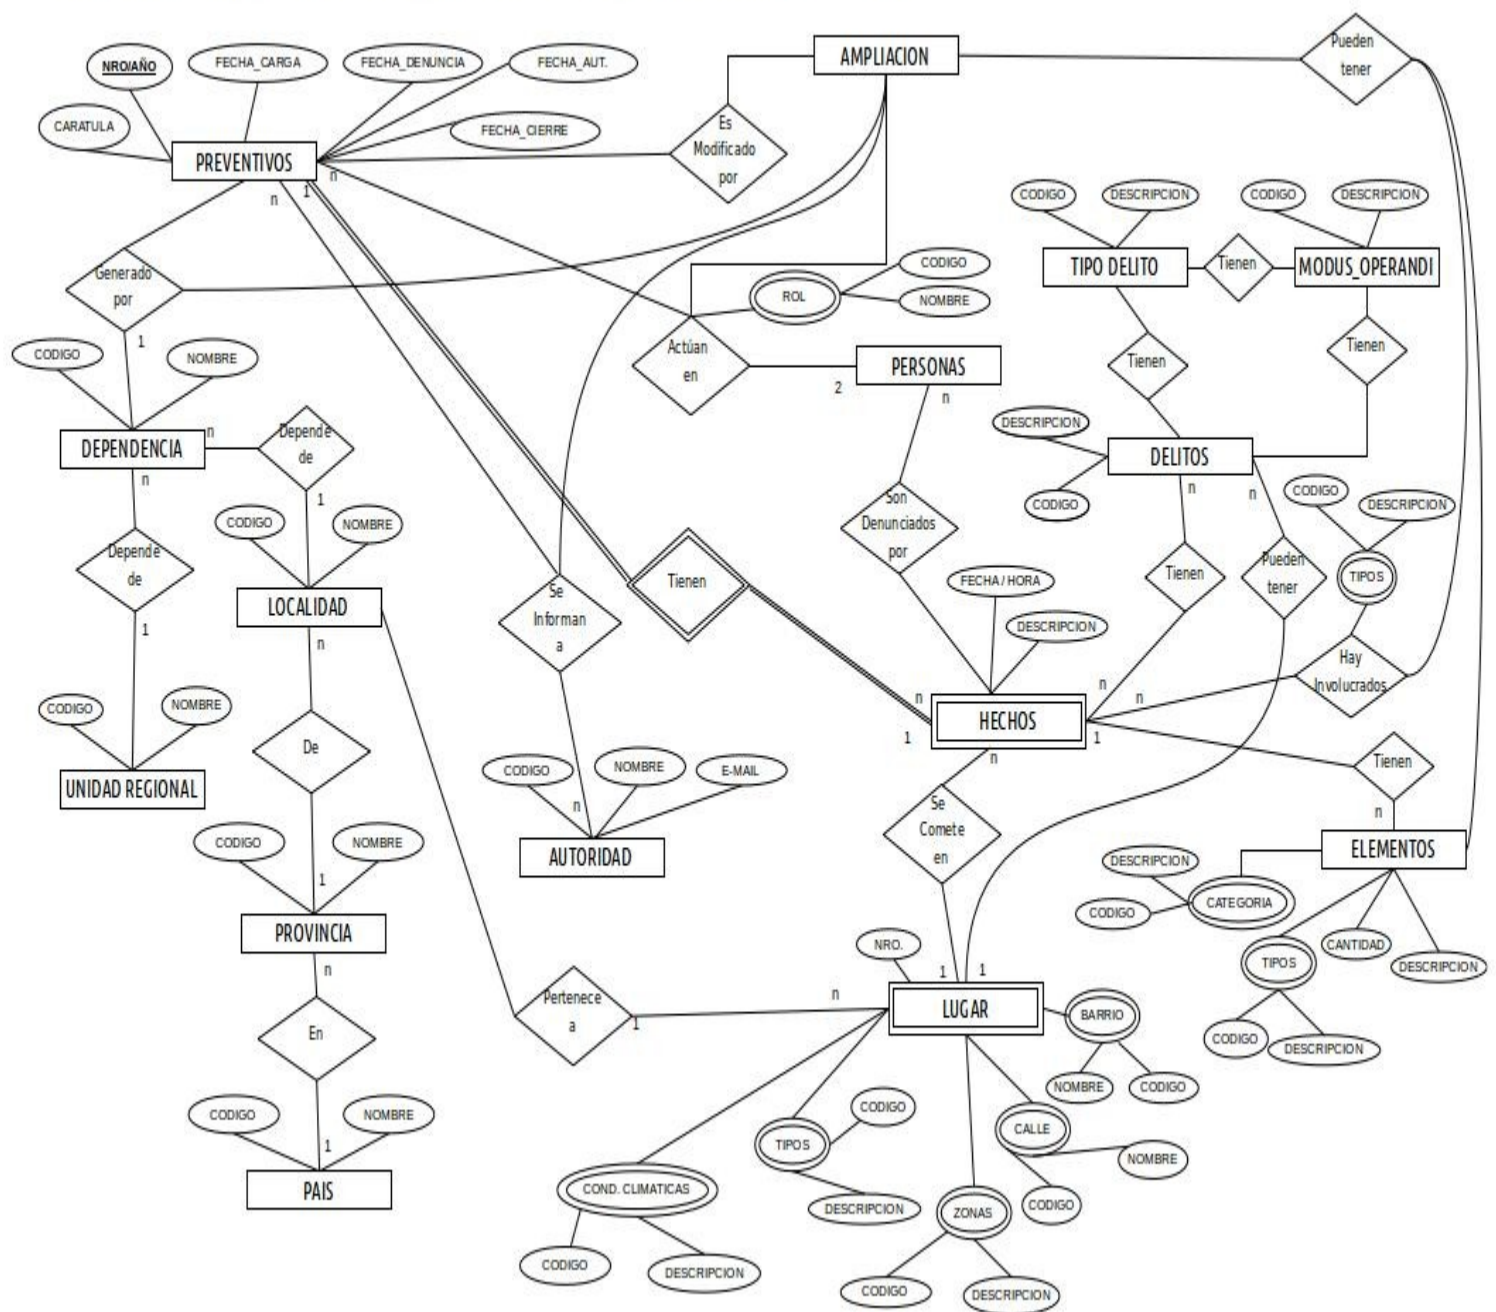 AMPLIACION
Pueden
tener
NRO/AÑO
FECHA_CARGA
FECHA_DENUNCIA
FECHA_AUT.
CARATULA
FECHA_CIERRE
Es
Modificado
por
PREVENTIVOS
n
1
n
CODIGO
DESCRIPCION
CODIGO
DESCRIPCION
TIPO DELITO
Tienen
MODUS_OPERANDI
Generado
por
1
ROL
CODIGO
NOMBRE
CODIGO
NOMBRE
Actúan
en
2
PERSONAS
n
Tienen
Tienen
DEPENDENCIA
n
n
Depende
de
1
DESCRIPCION
CODIGO
DELITOS
n
n
CODIGO
DESCRIPCION
TIPOS
CODIGO
NOMBRE
Depende
de
1
LOCALIDAD
n
Son
Denunciados
por
Tienen
Pueden
tener
Tienen
Se
Informan
a
FECHA / HORA
DESCRIPCION
Hay
Involucrados
n
n
n
HECHOS
1
1
n
CODIGO
NOMBRE
UNIDAD REGIONAL
De
1
CODIGO
NOMBRE
E-MAIL
n
AUTORIDAD
Tienen
n
ELEMENTOS
Se
Comete
en
CODIGO
NOMBRE
PROVINCIA
n
DESCRIPCION
CODIGO
CATEGORIA
TIPOS
CANTIDAD
DESCRIPCION
CODIGO
DESCRIPCION
NRO.
1
1
n
LUGAR
BARRIO
NOMBRE
CODIGO
Pertenece
a
1
En
1
CODIGO
NOMBRE
PAIS
TIPOS
CODIGO
DESCRIPCION
CALLE
NOMBRE
CODIGO
COND. CLIMATICAS
CODIGO
DESCRIPCION
ZONAS
CODIGO
DESCRIPCION